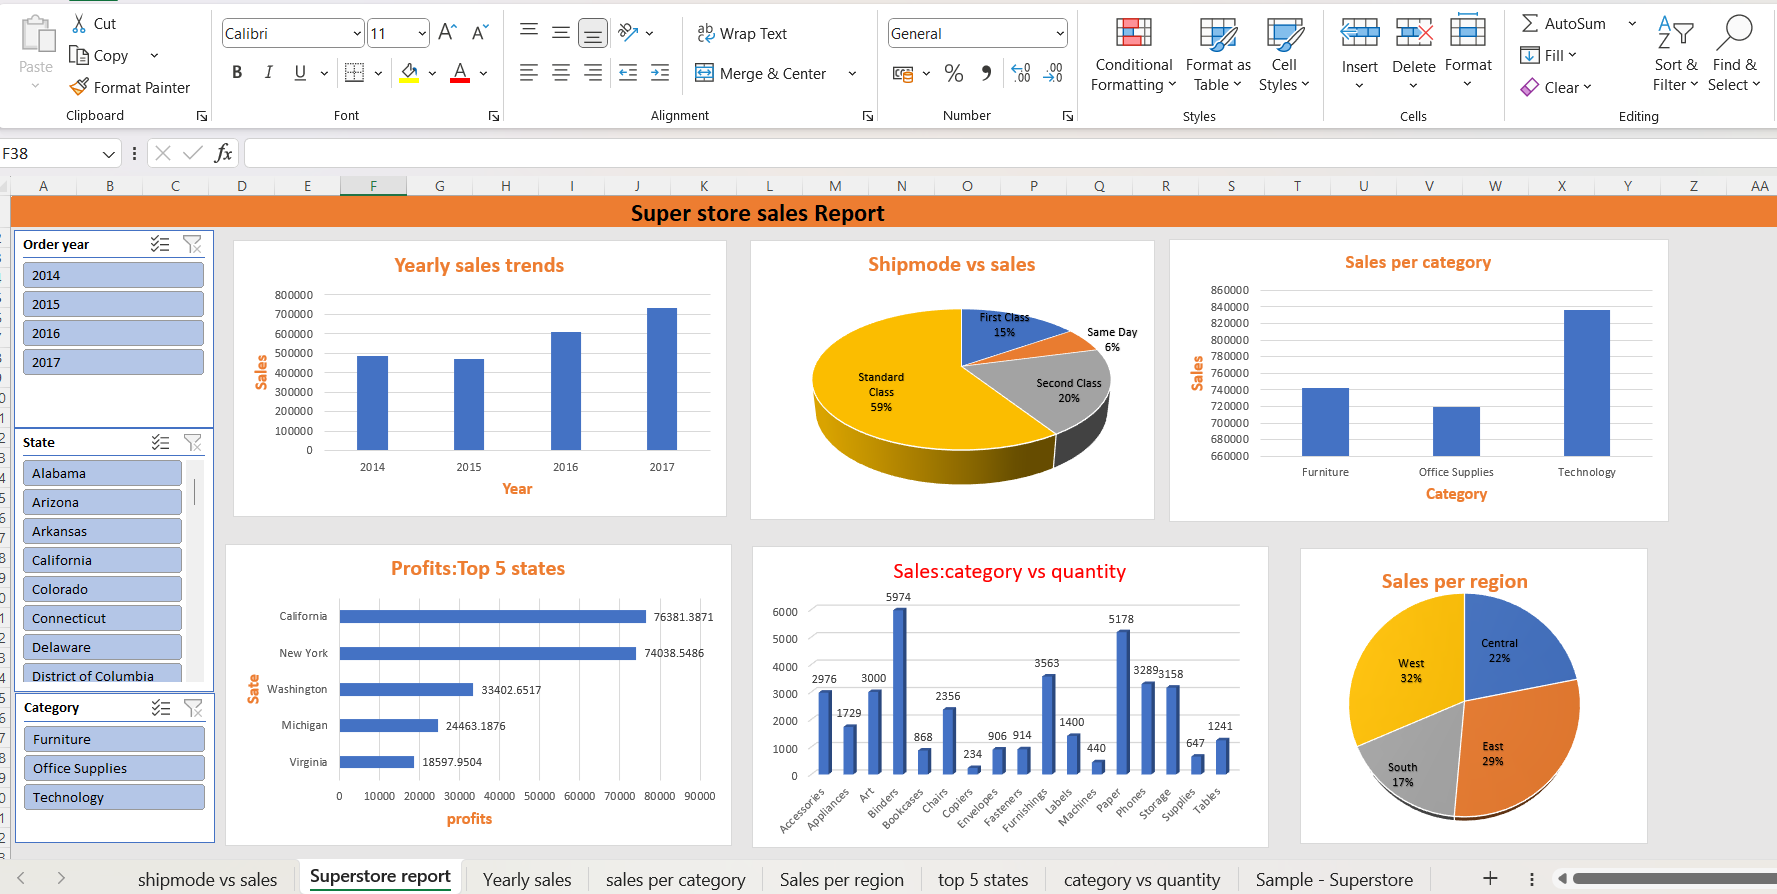 Paste
Cut
Copy
Format Painter
Clipboard
Calibri
11
A A
B I U
A
Font
ab
Wrap Text
Merge & Center
Alignment
General
%
.00
.00
Number
Conditional
Formatting
Format as
Table
Cell
Styles
Styles
Insert
Delete
Format
Cells
AutoSum
Fill
Clear
Sort &
Filter
Find &
Select
Editing
F38
fx
A B C D E F G H I J K L M N O P Q R S T U V W X Y Z AA
Super store sales Report
Order year
2014
2015
2016
2017
State
Alabama
Arizona
Arkansas
California
Colorado
Connecticut
Delaware
District of Columbia
Category
Furniture
Office Supplies
Technology
Yearly sales trends
800000
700000
600000
500000
400000
300000
200000
100000
0
Sales
2014 2015 2016 2017
Year
Shipmode vs sales
First Class
15%
Same Day
6%
Second Class
20%
Standard
Class
59%
Sales per category
860000
840000
820000
800000
780000
760000
740000
720000
700000
680000
660000
Sales
Furniture Office Supplies Technology
Category
Profits:Top 5 states
Sate
California 76381.3871
New York 74038.5486
Washington 33402.6517
Michigan 24463.1876
Virginia 18597.9504
0 10000 20000 30000 40000 50000 60000 70000 80000 90000
profits
Sales:category vs quantity
6000
5000
4000
3000
2000
1000
0
2976 1729 3000 5974 868 2356 234 906 914 3563 1400 440 5178 3289 3158 647 1241
Accessories Appliances Art Binders Bookcases Chairs Copiers Envelopes Fasteners Furnishings Labels Machines Paper Phones Storage Supplies Tables
Sales per region
Central
22%
East
29%
South
17%
West
32%
shipmode vs sales Superstore report Yearly sales sales per category Sales per region top 5 states category vs quantity Sample - Superstore